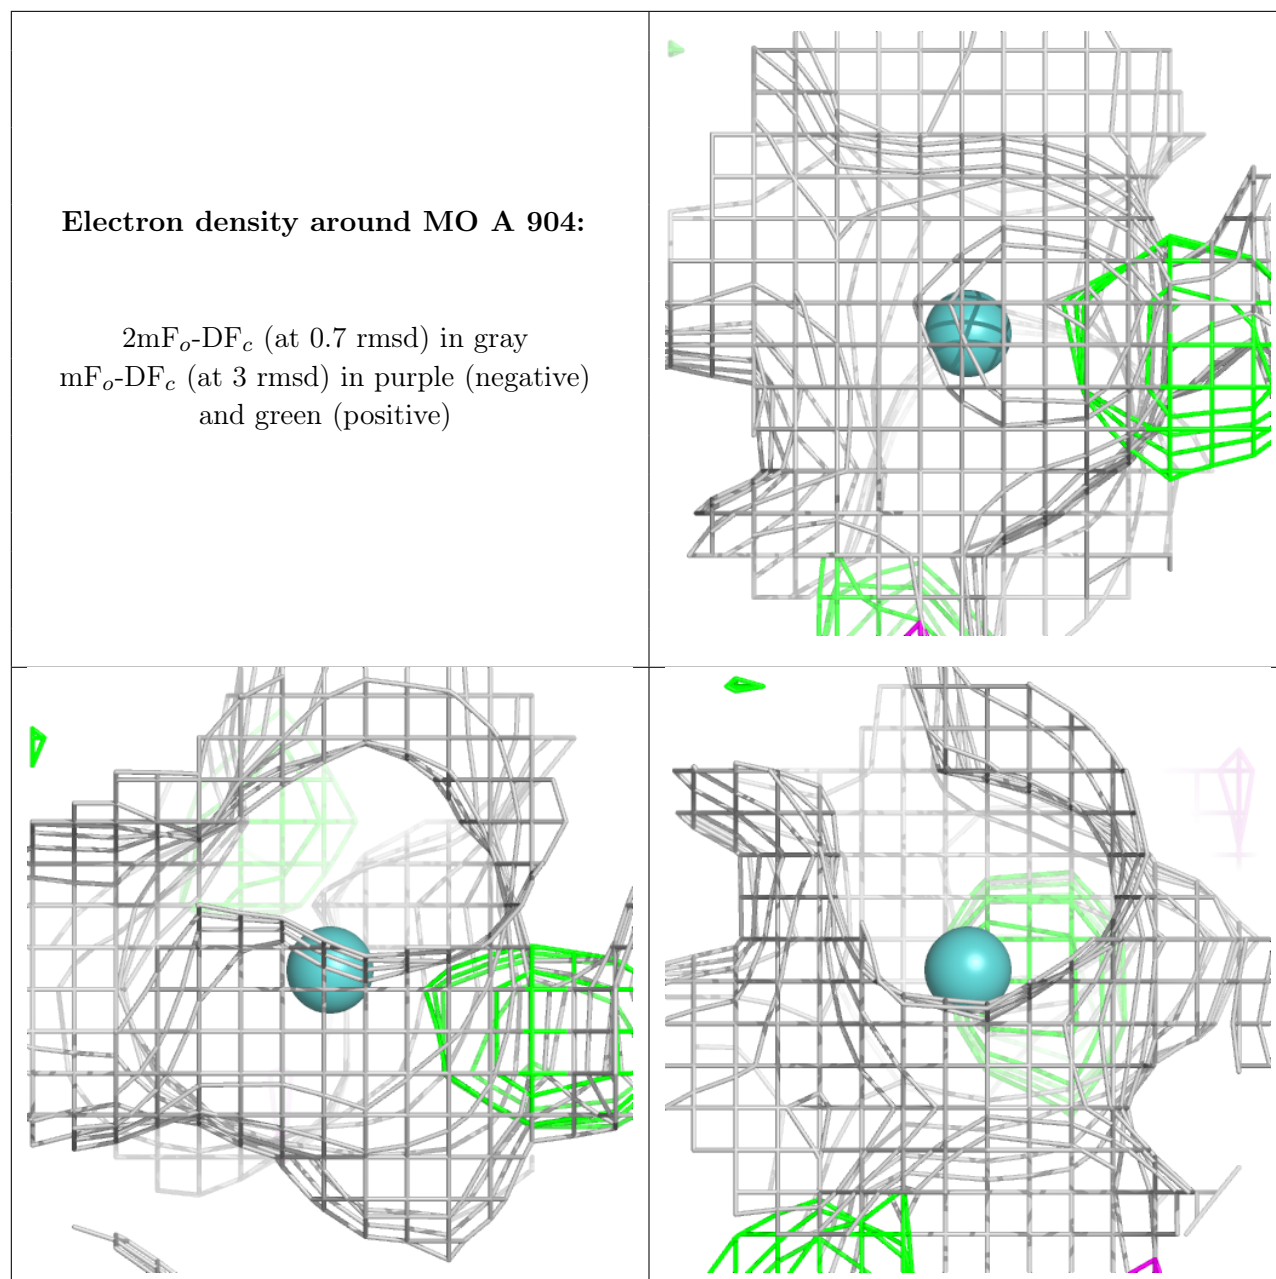 Electron density around MO A 904:
2mFo-DFc (at 0.7 rmsd) in gray
mFo-DFc (at 3 rmsd) in purple (negative)
and green (positive)